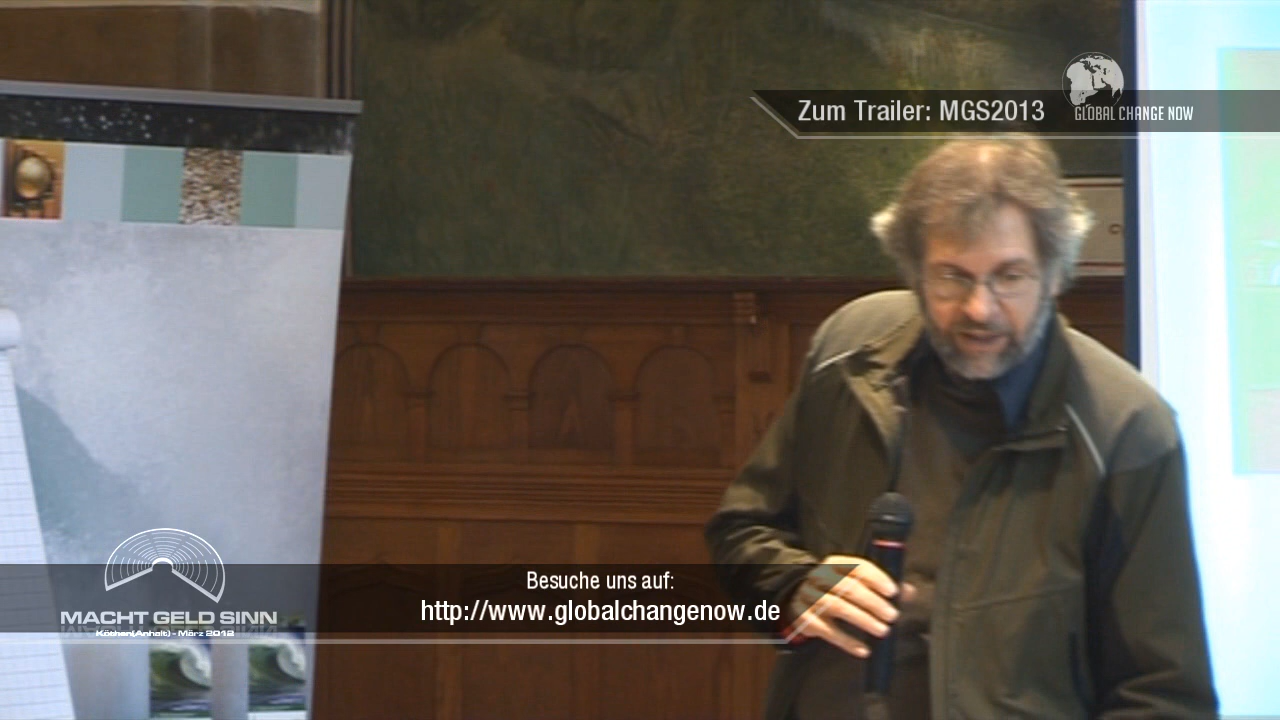 Zum Trailer: MGS2013
GLOBAL CHANGE NOW
Besuche uns auf:
http://www.globalchangenow.de
MACHT GELD SINN
Köthen(Anhalt) - März 2012